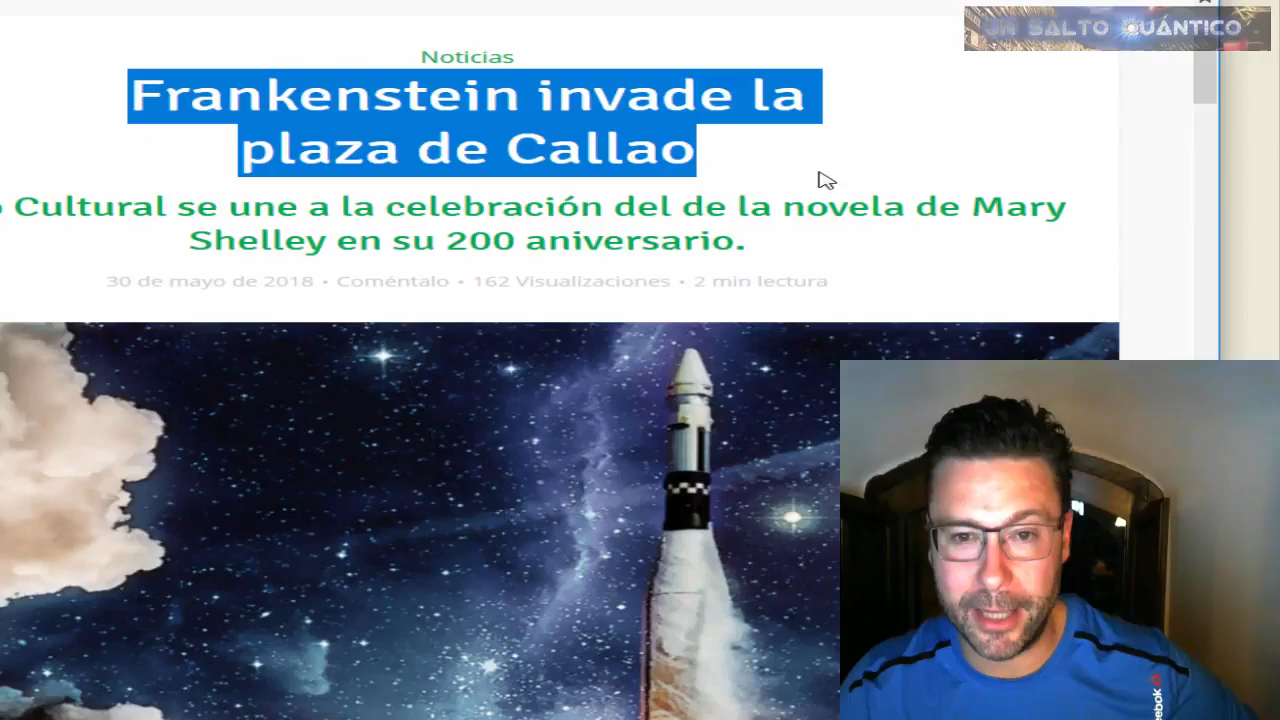 UN SALTO CUÁNTICO
Noticias
Frankenstein invade la
plaza de Callao
Cultural se une a la celebración del de la novela de Mary
Shelley en su 200 aniversario.
30 de mayo de 2018 • Coméntalo • 162 Visualizaciones • 2 min lectura
ebok